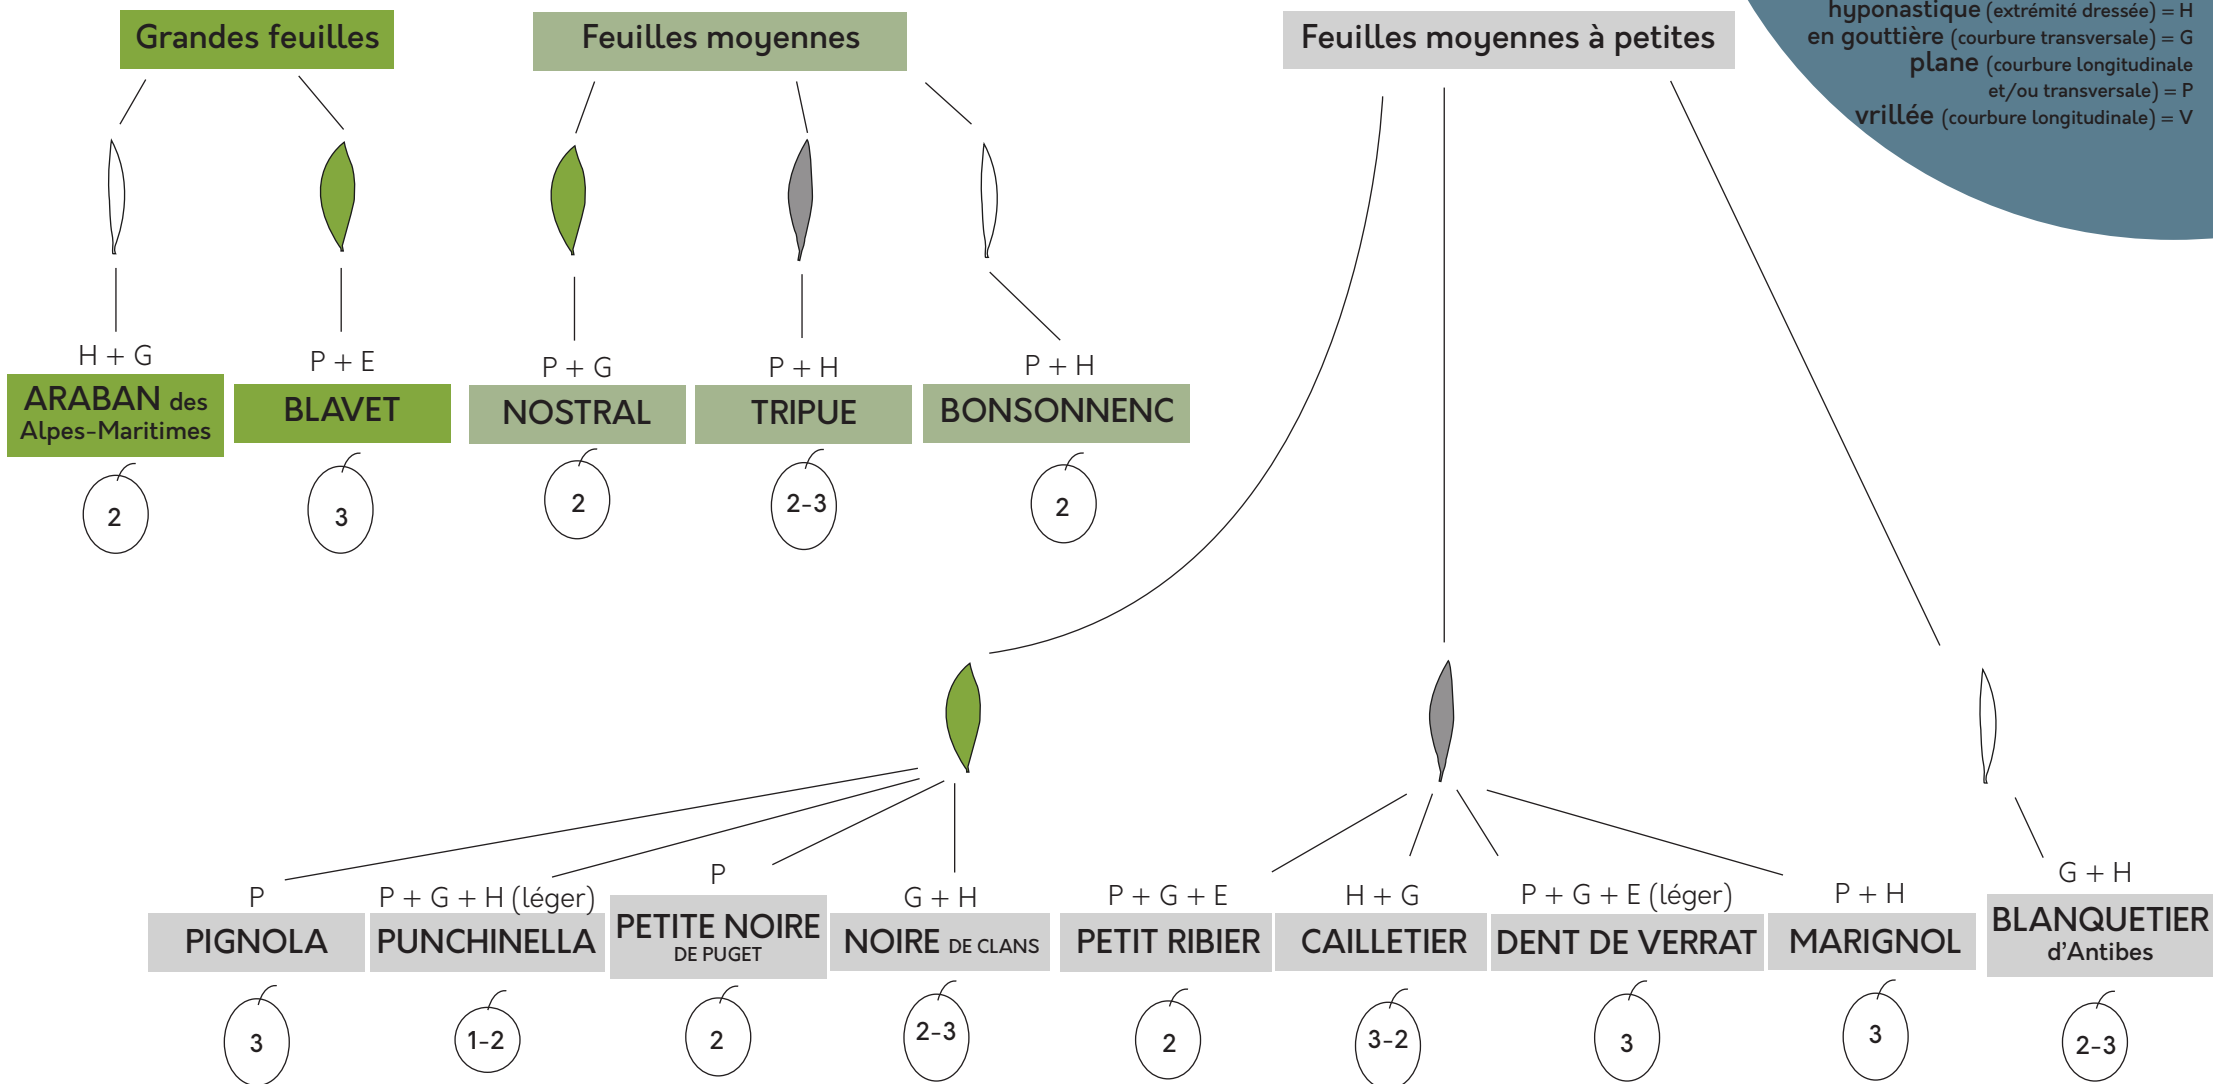 Grandes feuilles
Feuilles moyennes
Feuilles moyennes à petites
hyponastique (extrémité dressée) = H
en gouttière (courbure transversale) = G
plane (courbure longitudinale
et/ou transversale) = P
vrillée (courbure longitudinale) = V
H + G
ARABAN des
Alpes-Maritimes
2
P + E
BLAVET
3
P + G
NOSTRAL
2
P + H
TRIPUE
2-3
P + H
BONSONNENC
2
P
PIGNOLA
3
P + G + H (léger)
PUNCHINELLA
1-2
P
PETITE NOIRE
DE PUGET
2
G + H
NOIRE DE CLANS
2-3
P + G + E
PETIT RIBIER
2
H + G
CAILLETIER
3-2
P + G + E (léger)
DENT DE VERRAT
3
P + H
MARIGNOL
3
G + H
BLANQUETIER
d'Antibes
2-3